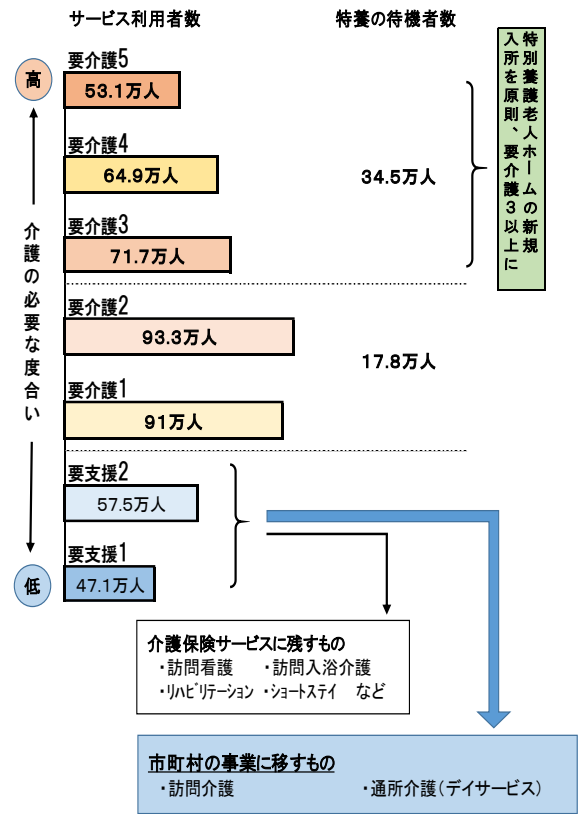 サービス利用者数
特養の待機者数
高
介護の必要な度合い
低
要介護5
53.1万人
要介護4
64.9万人
要介護3
71.7万人
34.5万人
特別養護老人ホームの新規
入所を原則、要介護3以上に
要介護2
93.3万人
要介護1
91万人
17.8万人
要支援2
57.5万人
要支援1
47.1万人
介護保険サービスに残すもの
・訪問看護 ・訪問入浴介護
・ﾘﾊﾋﾞﾘテーション ・ｼｮｰﾄｽﾃｲ など
市町村の事業に移すもの
・訪問介護 ・通所介護(デイサービス)